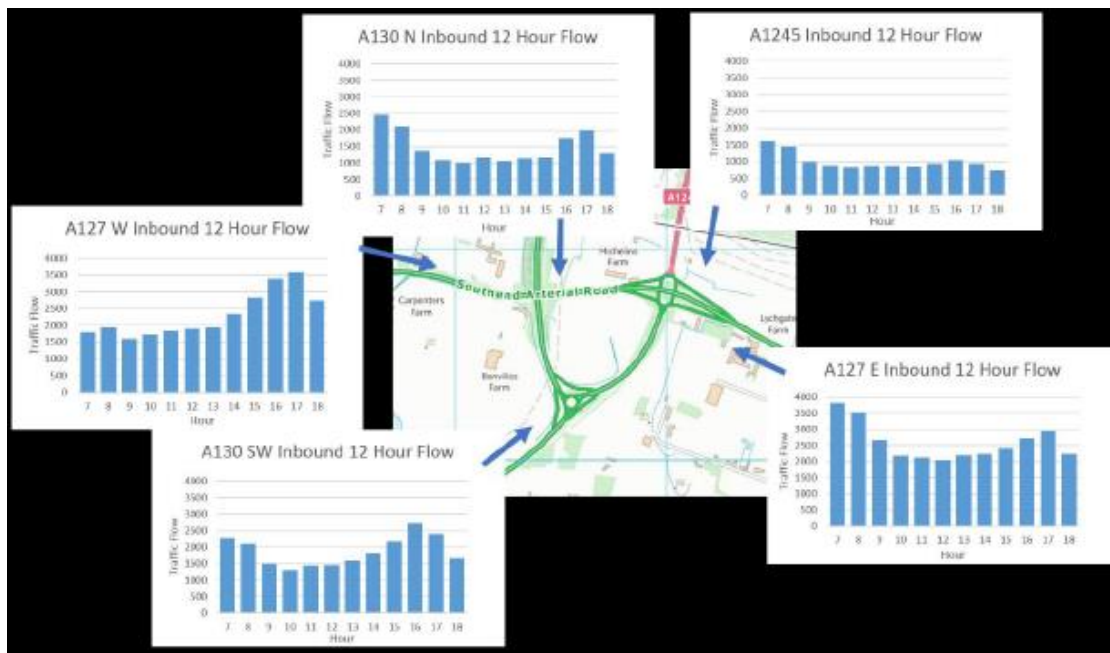 A130 N Inbound 12 Hour Flow
4000
3500
3000
2500
2000
1500
1000
500
0
Traffic Flow
7 8 9 10 11 12 13 14 15 16 17 18
Hour
A1245 Inbound 12 Hour Flow
4000
3500
3000
2500
2000
1500
1000
500
0
Traffic Flow
7 8 9 10 11 12 13 14 15 16 17 18
A127 W Inbound 12 Hour Flow
4000
3500
3000
2500
2000
1500
1000
500
0
Traffic Flow
7 8 9 10 11 12 13 14 15 16 17 18
Hour
A124
Michelins
Farm
Southend Arterial Road
Carpenters
Farm
Lychgate
Farm
Bonvilles
Farm
A127 E Inbound 12 Hour Flow
4000
3500
3000
2500
2000
1500
1000
500
0
Traffic Flow
7 8 9 10 11 12 13 14 15 16 17 18
Hour
A130 SW Inbound 12 Hour Flow
4000
3500
3000
2500
2000
1500
1000
500
0
Traffic Flow
7 8 9 10 11 12 13 14 15 16 17 18
Hour